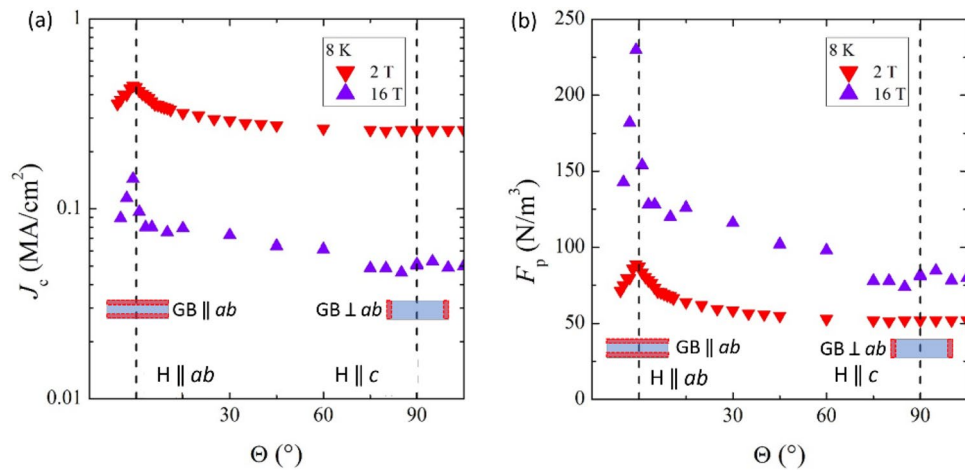 (a)
1
0.1
0.01
J_c (MA/cm²)
8 K
2 T
16 T
GB ∥ ab
GB ⊥ ab
H ∥ ab
H ∥ c
30
60
90
Θ (°)
(b)
250
200
150
100
50
0
F_p (N/m³)
8 K
2 T
16 T
GB ∥ ab
GB ⊥ ab
H ∥ ab
H ∥ c
30
60
90
Θ (°)